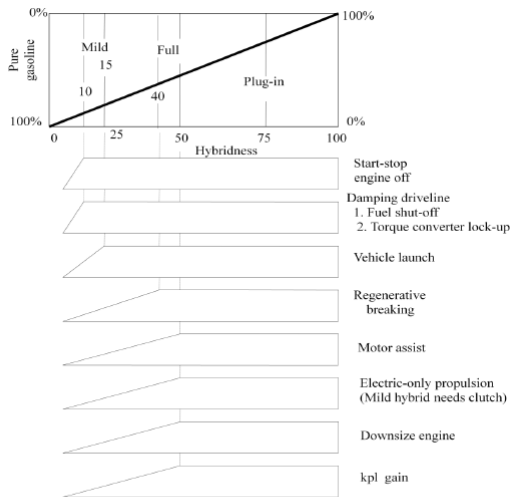 0%
100%
Pure
gasoline
Mild
Full
15
Plug-in
10
40
100%
0%
0
25
50
75
100
Hybridness
Start-stop
engine off
Damping driveline
1. Fuel shut-off
2. Torque converter lock-up
Vehicle launch
Regenerative
breaking
Motor assist
Electric-only propulsion
(Mild hybrid needs clutch)
Downsize engine
kpl gain